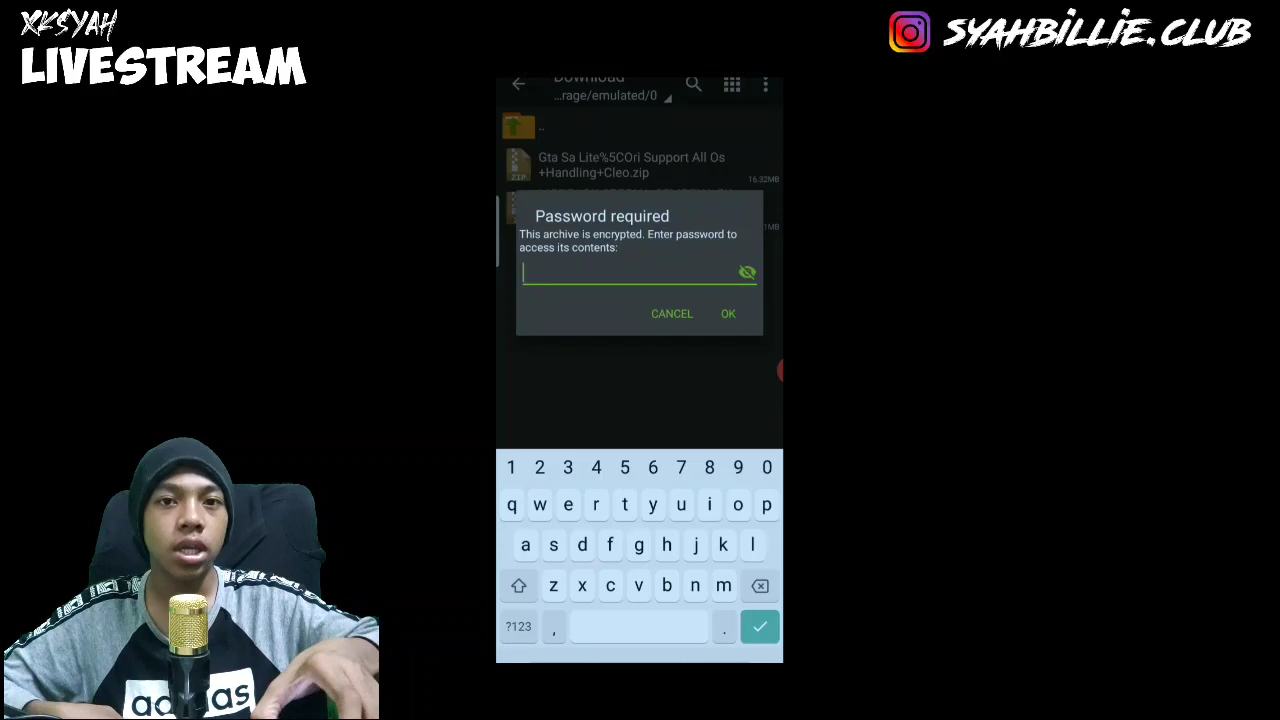 XKSYAH
LIVESTREAM
SYAHBILLIE.CLUB
Download
...rage/emulated/0
..
Gta Sa Lite%5COri Support All Os
+Handling+Cleo.zip
ZIP
16.32MB
1MB
Password required
This archive is encrypted. Enter password to
access its contents:
CANCEL OK
1 2 3 4 5 6 7 8 9 0
q w e r t y u i o p
a s d f g h j k l
z x c v b n m
?123 , .
adidas